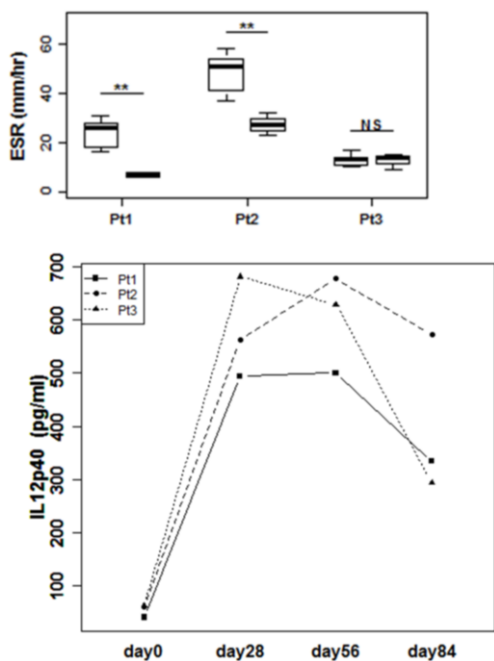 ESR (mm/hr)
60
40
20
0
**
**
NS
Pt1 Pt2 Pt3
IL12p40 (pg/ml)
700
600
500
400
300
200
100
Pt1
Pt2
Pt3
day0 day28 day56 day84